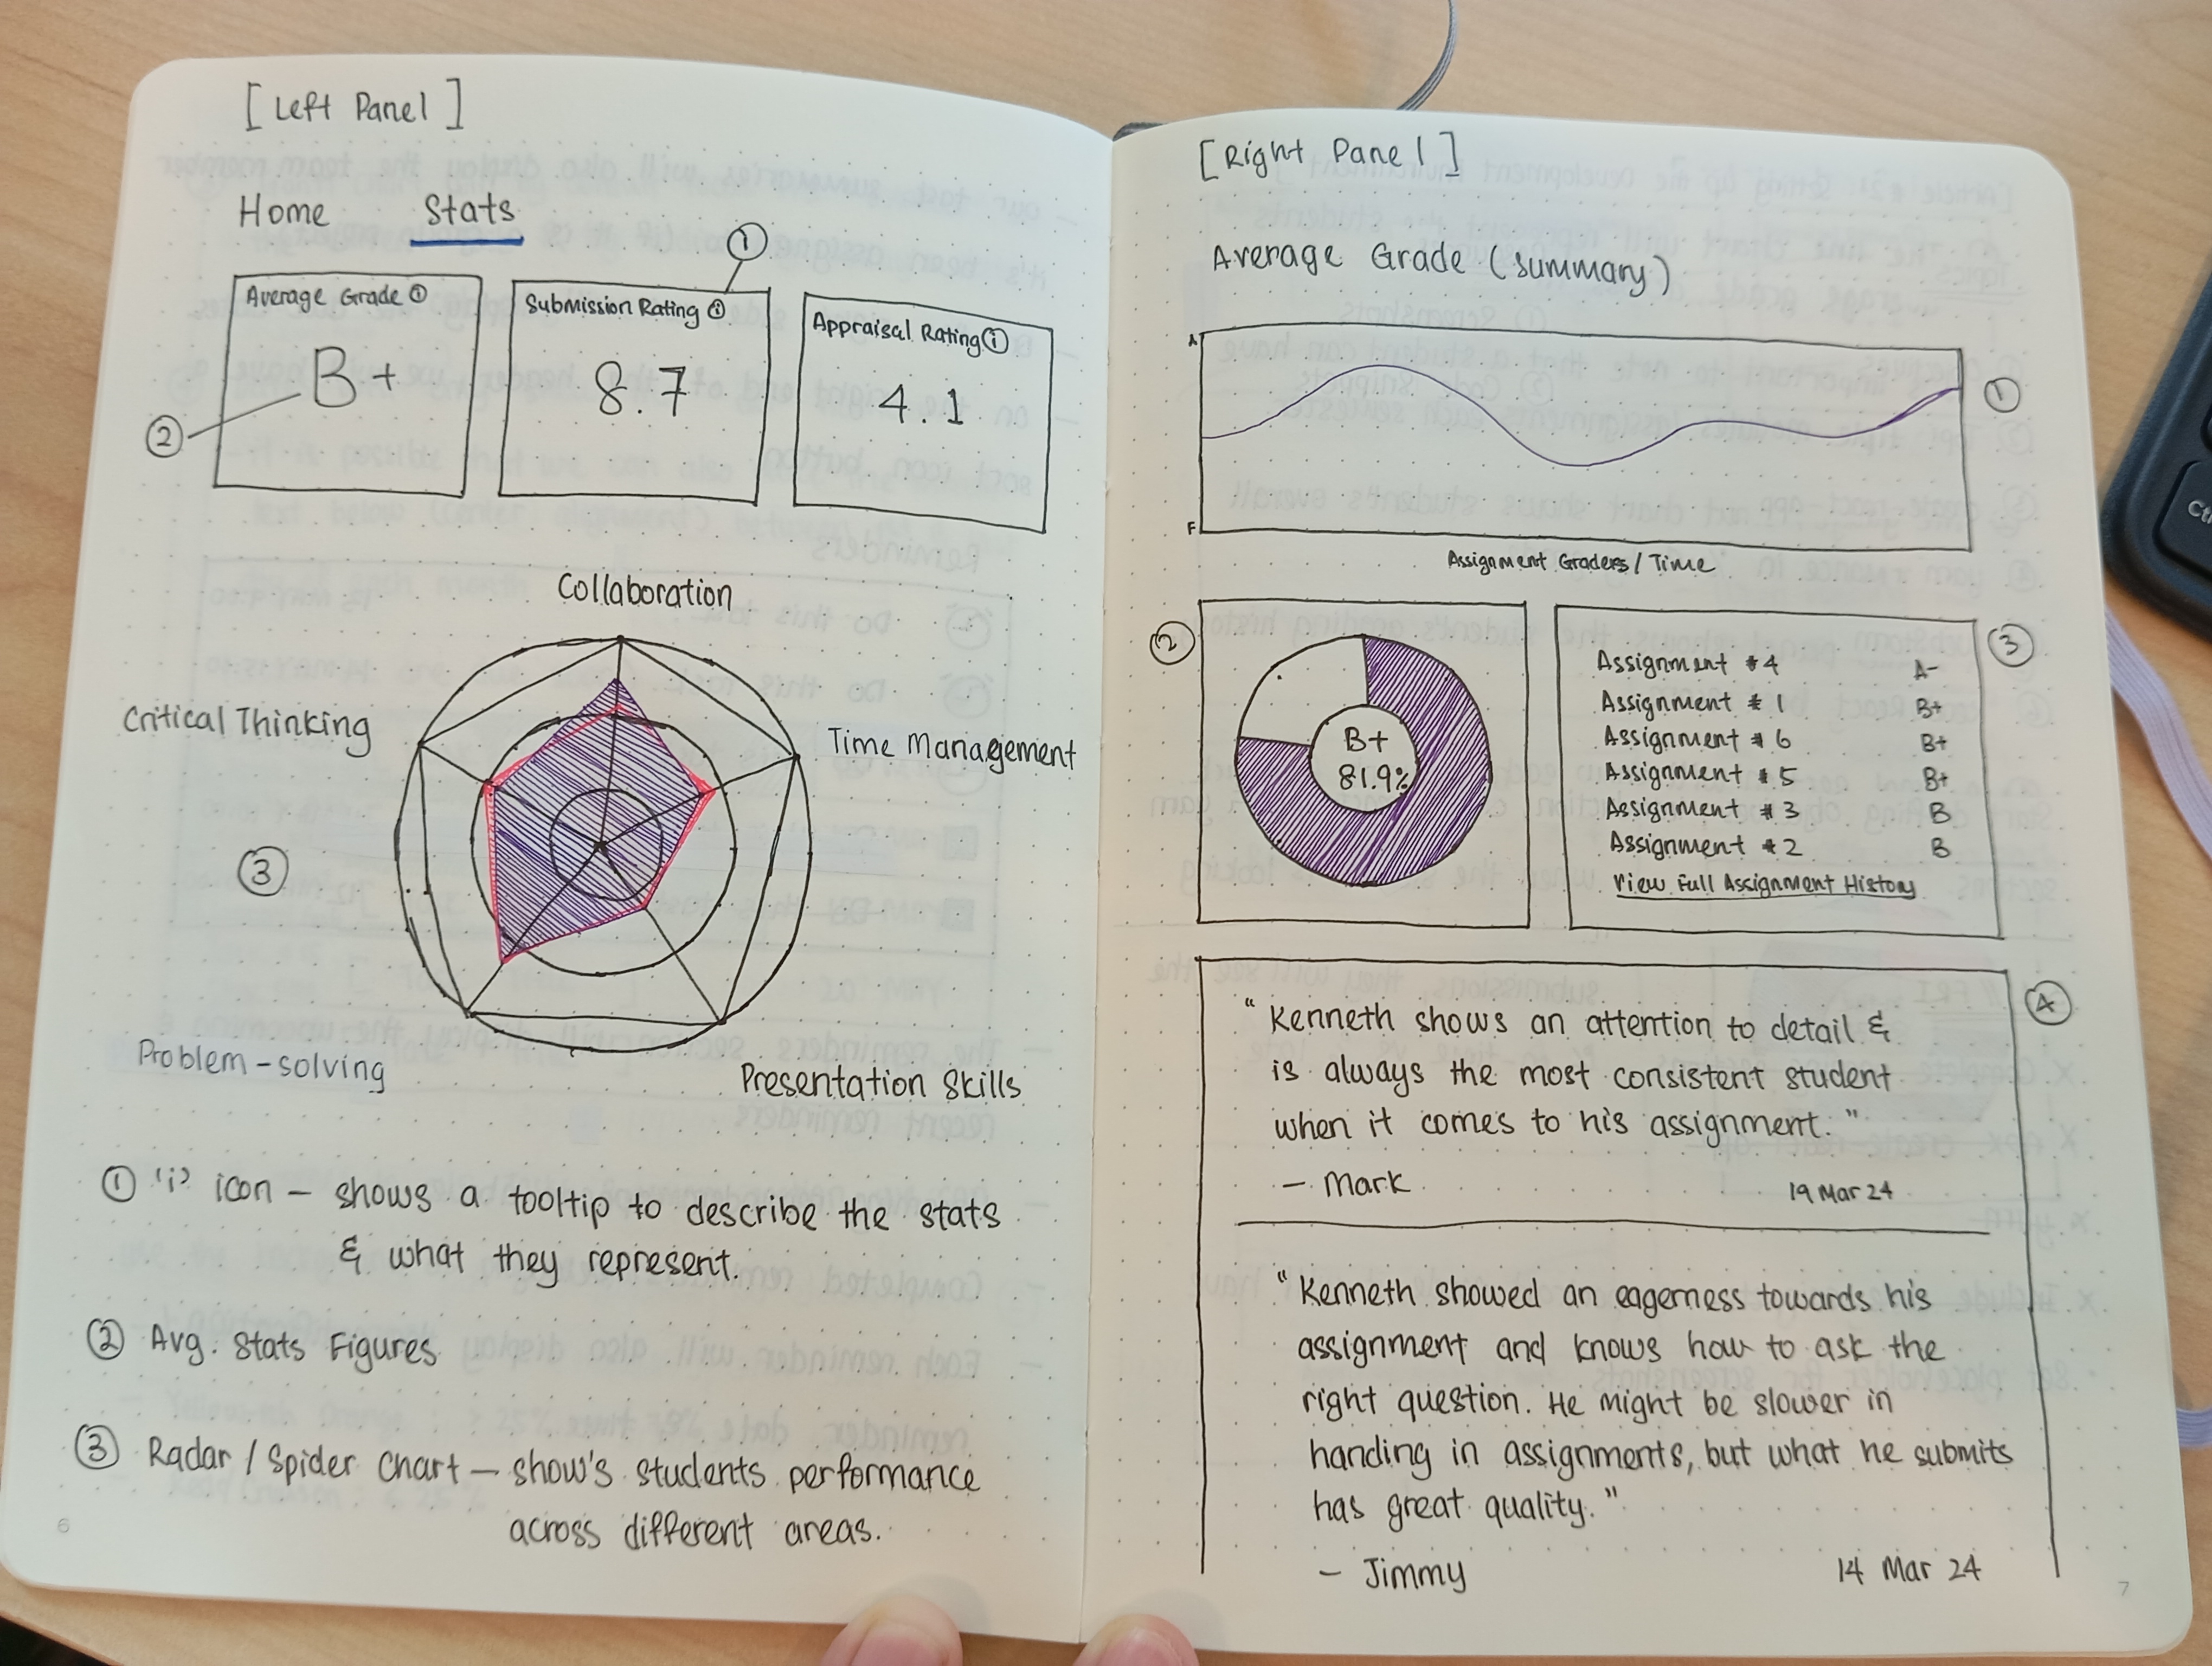 [Left Panel]
Home Stats
①
Average Grade ⓘ
B+
②
Submission Rating ⓘ
8.7
Appraisal Rating ⓘ
4.1
Collaboration
Critical Thinking
Time Management
③
Problem-solving
Presentation Skills
① 'i' icon – shows a tooltip to describe the stats
& what they represent.
② Avg. Stats Figures
③ Radar / Spider Chart – show's students performance
across different areas.
6
[Right Panel]
Average Grade (summary)
A
①
F
Assignment Graders / Time
②
B+
81.9%
③
Assignment #4 A-
Assignment #1 B+
Assignment #6 B+
Assignment #5 B+
Assignment #3 B
Assignment #2 B
View Full Assignment History
④
"Kenneth shows an attention to detail &
is always the most consistent student
when it comes to his assignment."
– Mark 19 Mar 24
"Kenneth showed an eagerness towards his
assignment and knows how to ask the
right question. He might be slower in
handing in assignments, but what he submits
has great quality."
– Jimmy 14 Mar 24
7